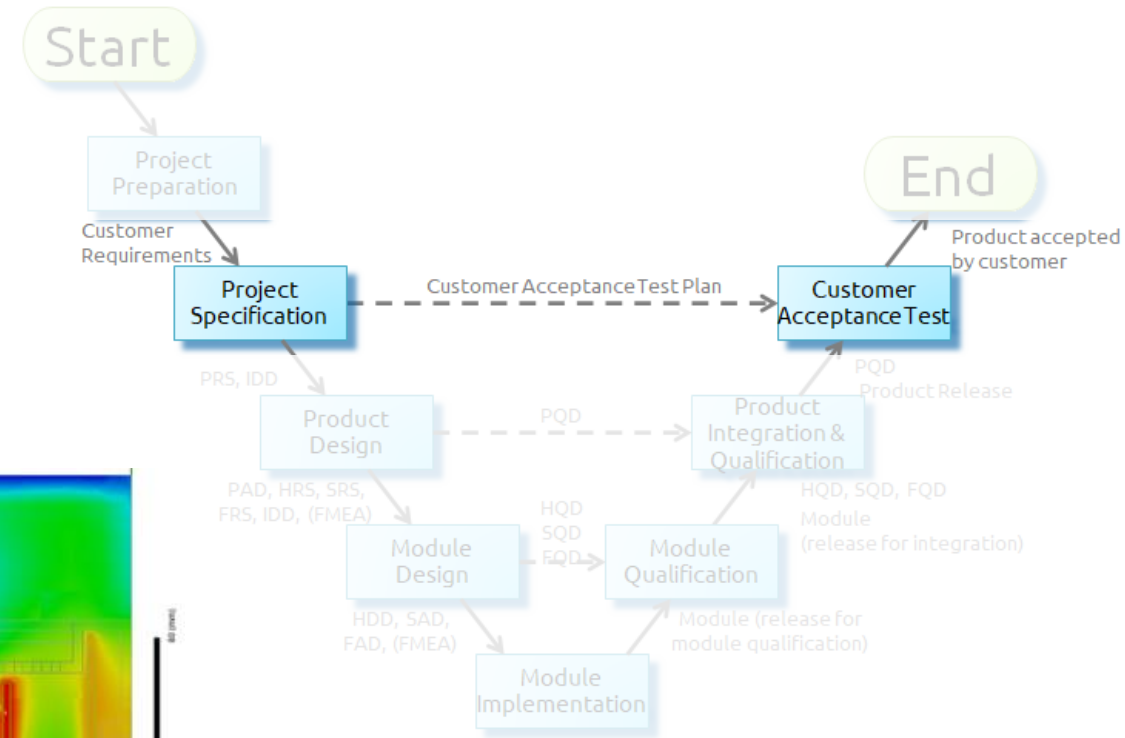 Start
Project
Preparation
End
Customer
Requirements
Product accepted
by customer
Project
Specification
Customer Acceptance Test Plan
Customer
Acceptance Test
PRS, IDD
PQD
Product Release
Product
Design
PQD
Product
Integration &
Qualification
PAD, HRS, SRS,
FRS, IDD, (FMEA)
HQD
SQD
FQD
HQD, SQD, FQD
Module
(release for integration)
Module
Design
Module
Qualification
HDD, SAD,
FAD, (FMEA)
Module (release for
module qualification)
Module
Implementation